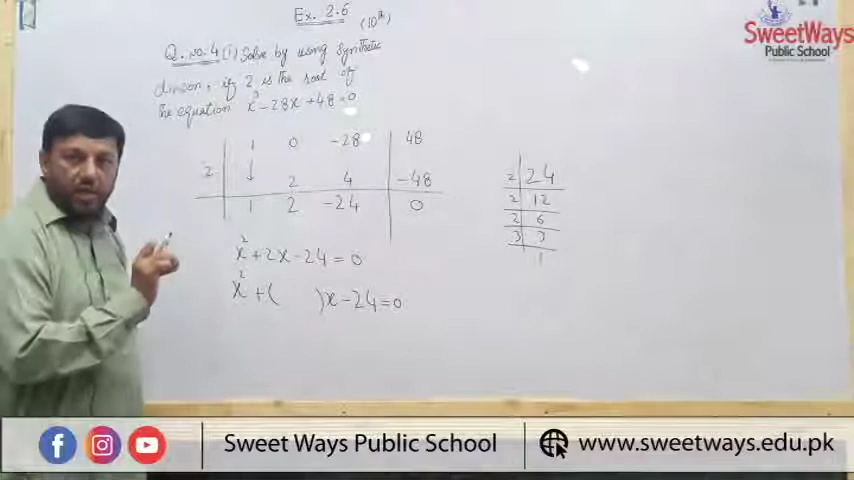 Ex. 2.6 (10th)
SweetWays
Public School
Q. No. 4 (i) Solve by using synthetic
divison, if 2 is the root of
the equation x³ - 28x + 48 = 0
1 0 -28 48
2 ↓ 2 4 -48
1 2 -24 0
x² + 2x - 24 = 0
x² + ( )x - 24 = 0
2 24
2 12
2 6
3 3
1
Sweet Ways Public School
www.sweetways.edu.pk